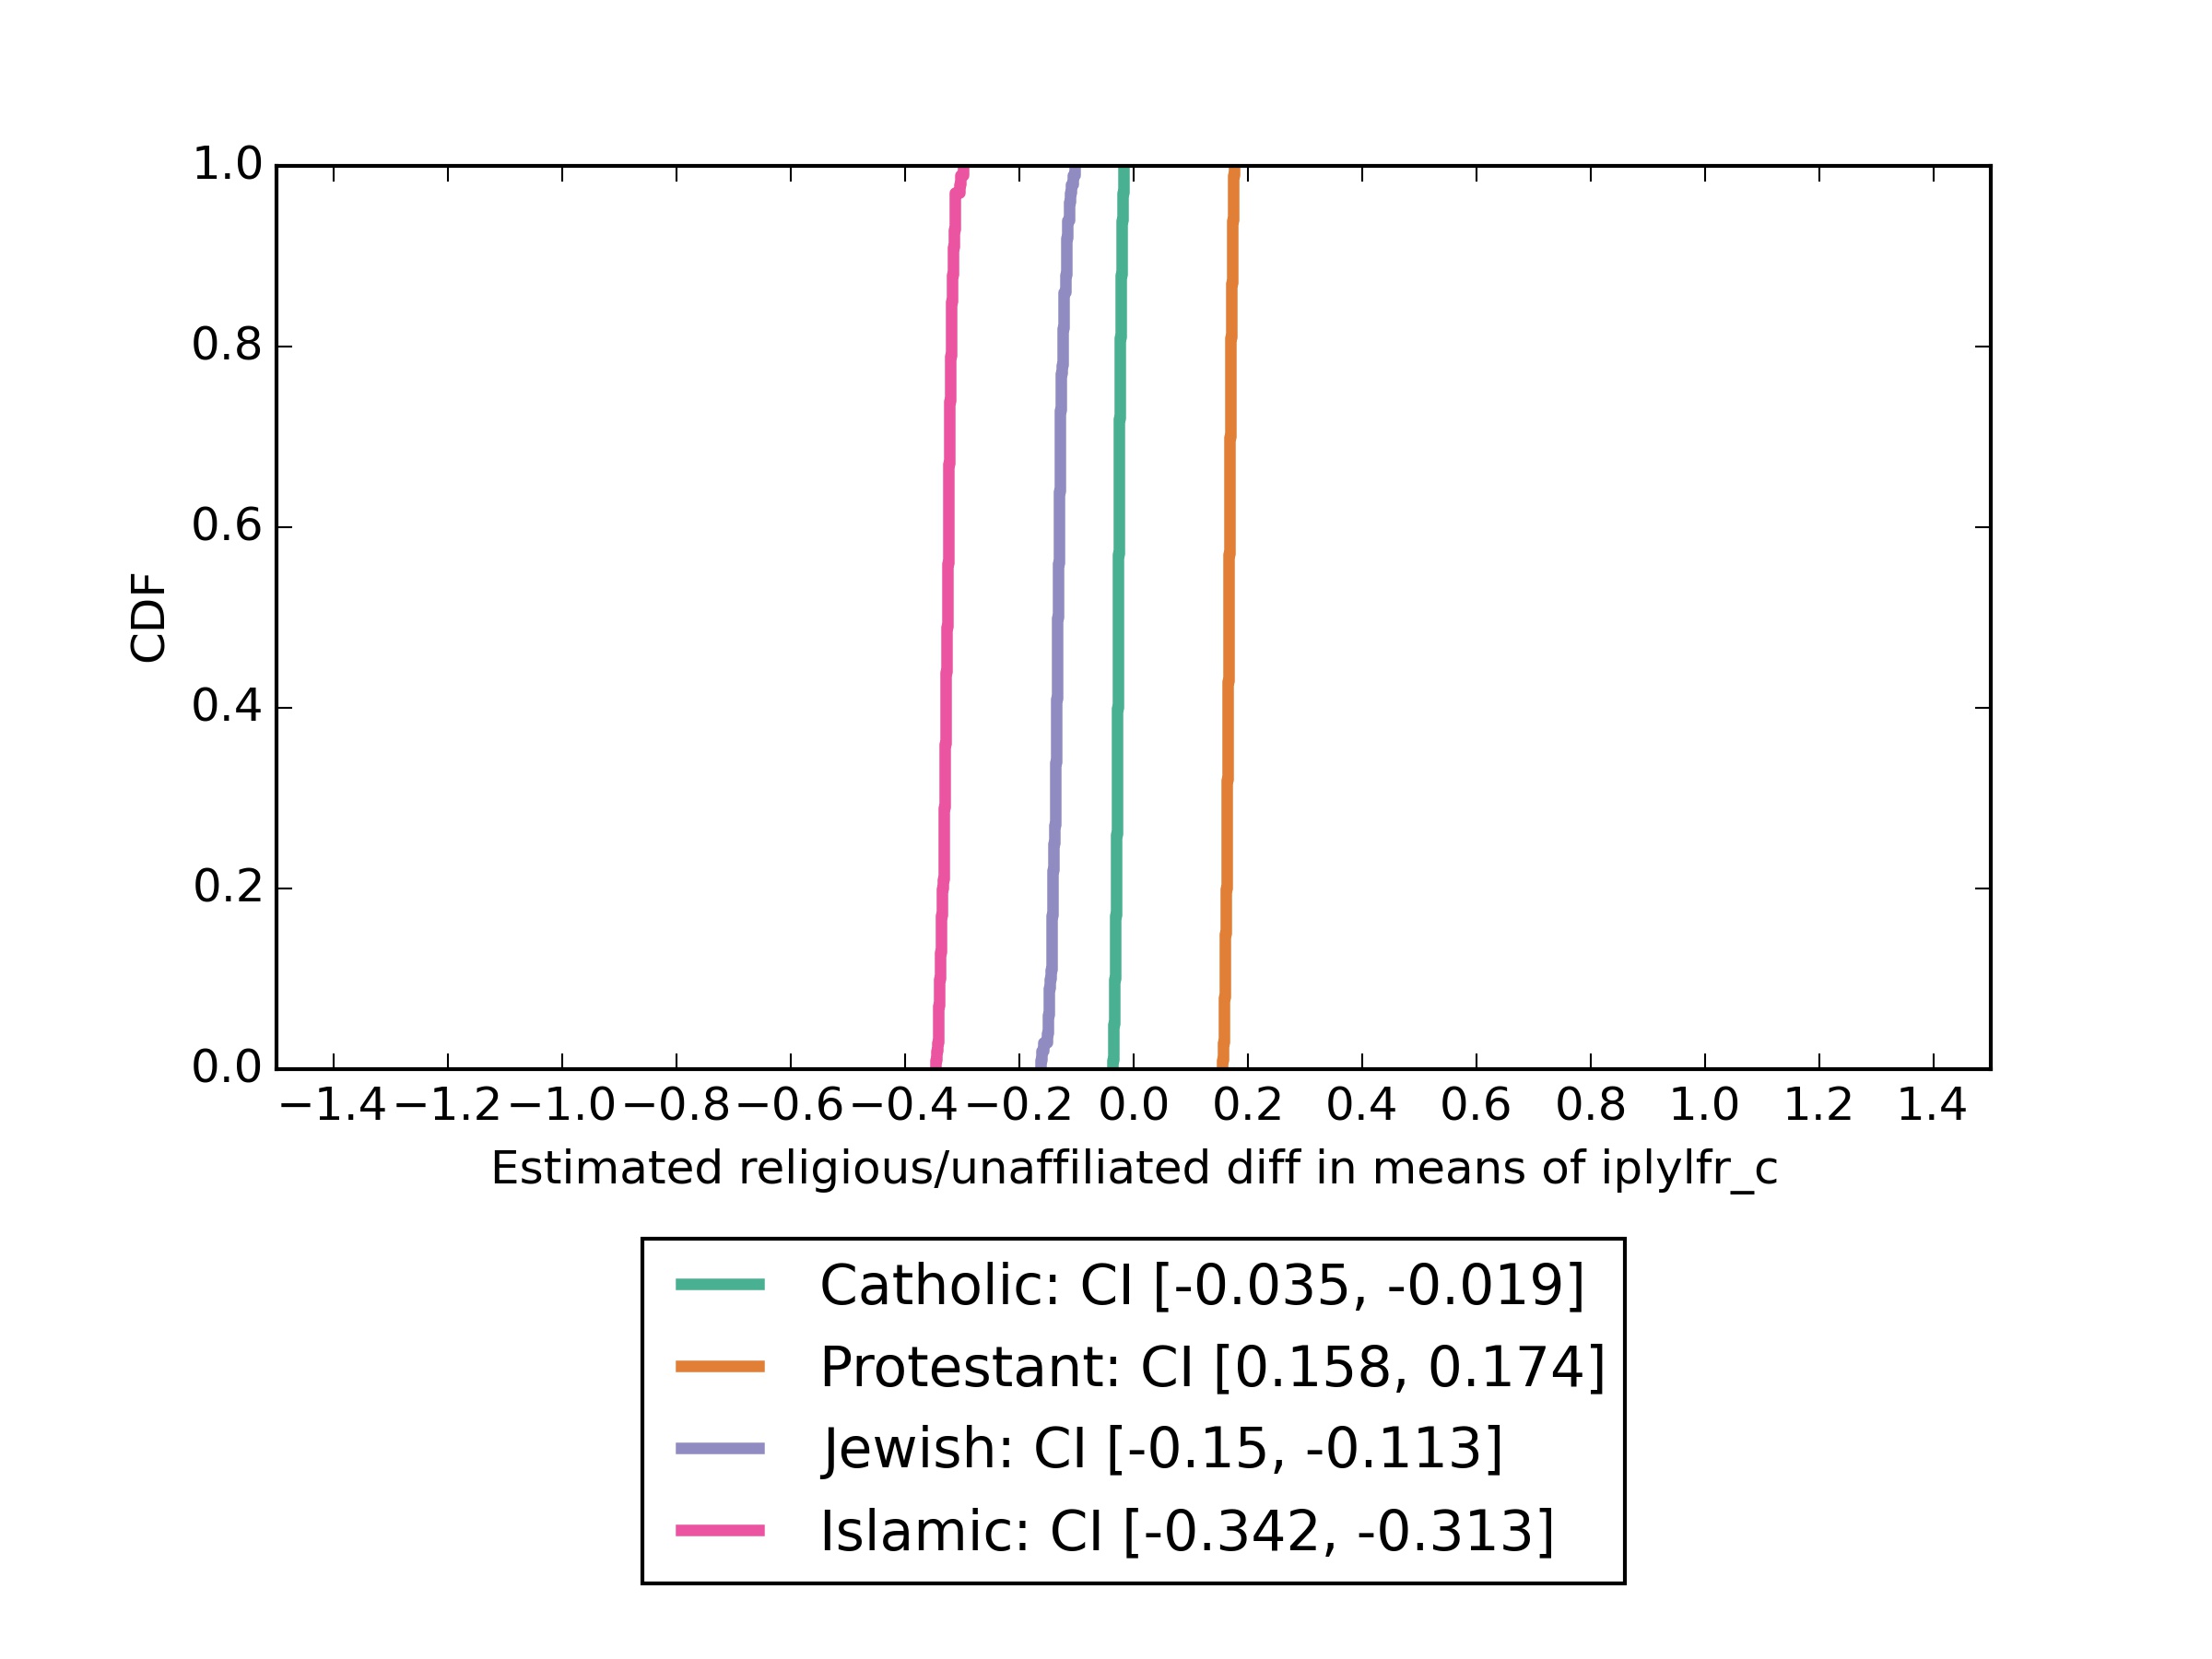 1.0
0.8
0.6
0.4
0.2
0.0
CDF
−1.4 −1.2 −1.0 −0.8 −0.6 −0.4 −0.2 0.0 0.2 0.4 0.6 0.8 1.0 1.2 1.4
Estimated religious/unaffiliated diff in means of iplylfr_c
Catholic: CI [-0.035, -0.019]
Protestant: CI [0.158, 0.174]
Jewish: CI [-0.15, -0.113]
Islamic: CI [-0.342, -0.313]